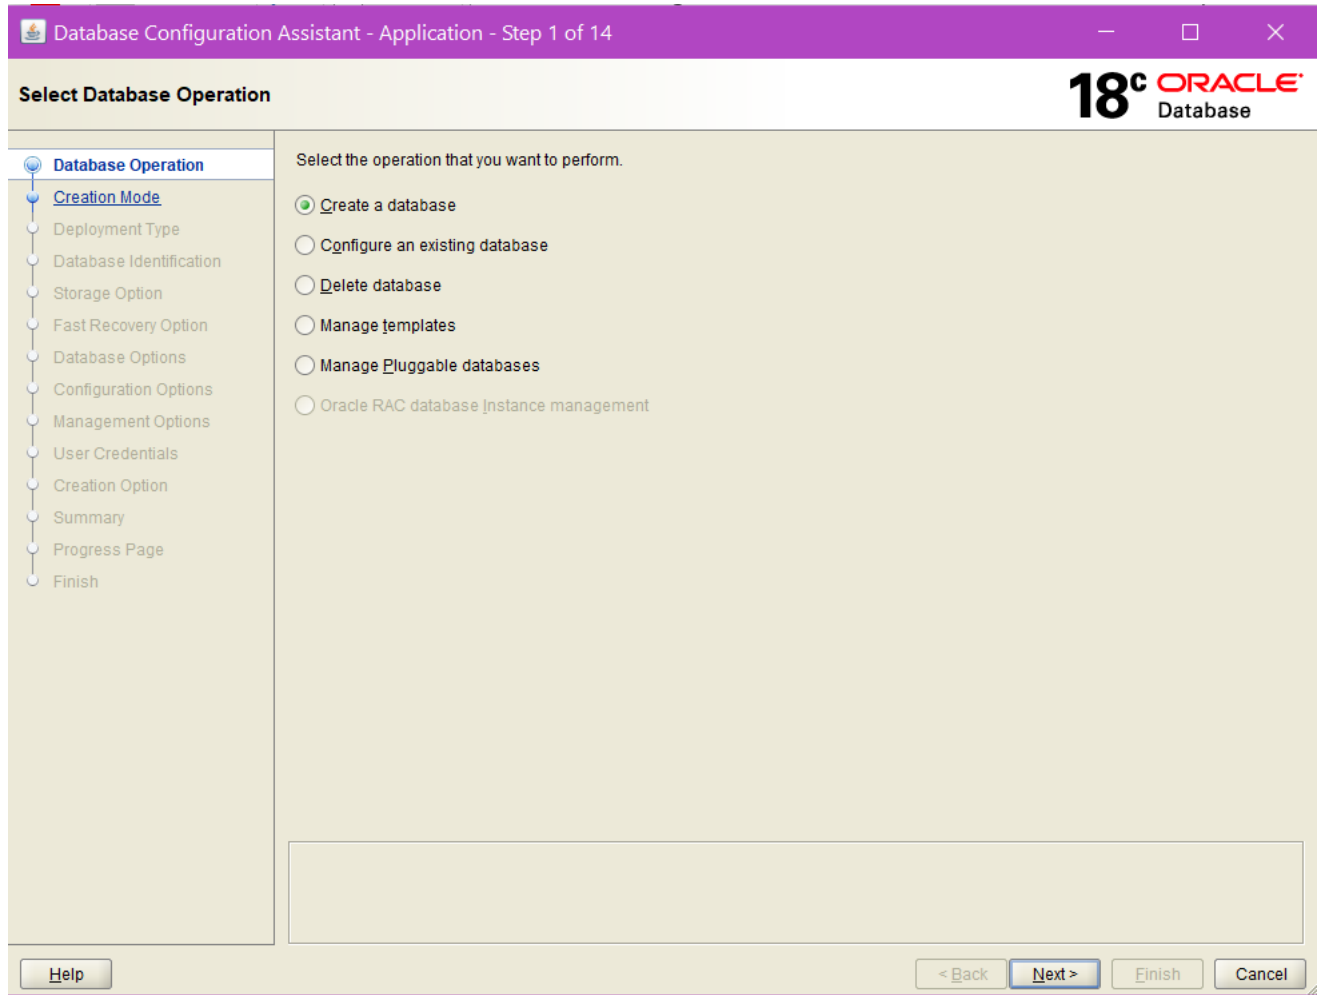 Database Configuration Assistant - Application - Step 1 of 14
Select Database Operation
18c ORACLE
Database
Database Operation
Creation Mode
Deployment Type
Database Identification
Storage Option
Fast Recovery Option
Database Options
Configuration Options
Management Options
User Credentials
Creation Option
Summary
Progress Page
Finish
Select the operation that you want to perform.
Create a database
Configure an existing database
Delete database
Manage templates
Manage Pluggable databases
Oracle RAC database Instance management
Help
< Back
Next >
Finish
Cancel